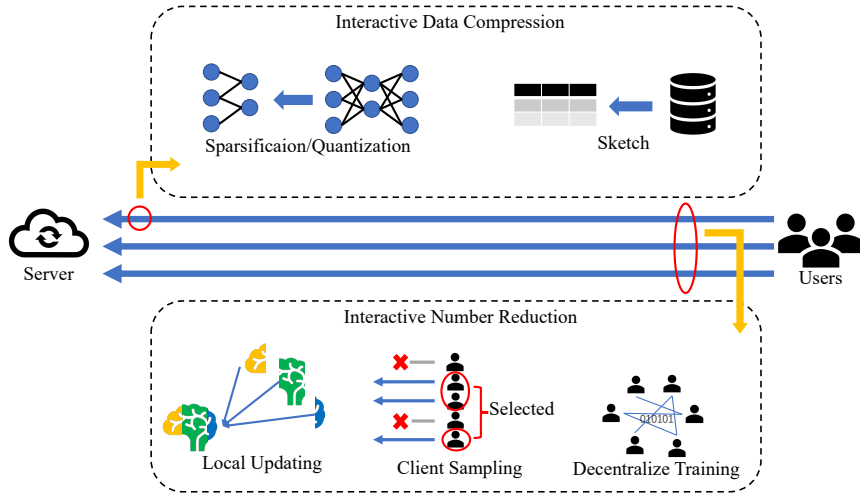 Interactive Data Compression
Sparsificaion/Quantization
Sketch
Server
Users
Interactive Number Reduction
Selected
010101
Local Updating
Client Sampling
Decentralize Training